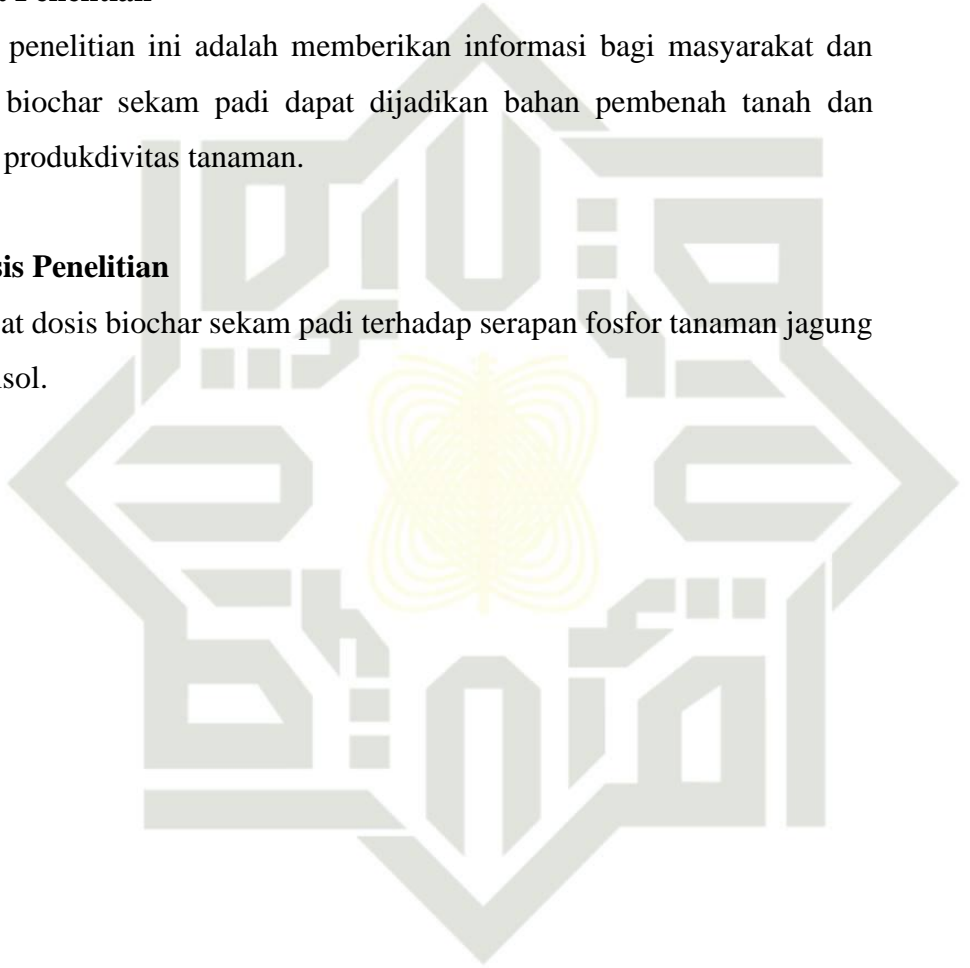 penelitian ini adalah memberikan informasi bagi masyarakat dan
biochar sekam padi dapat dijadikan bahan pembenah tanah dan
produkdivitas tanaman.
sis Penelitian
at dosis biochar sekam padi terhadap serapan fosfor tanaman jagung
sol.